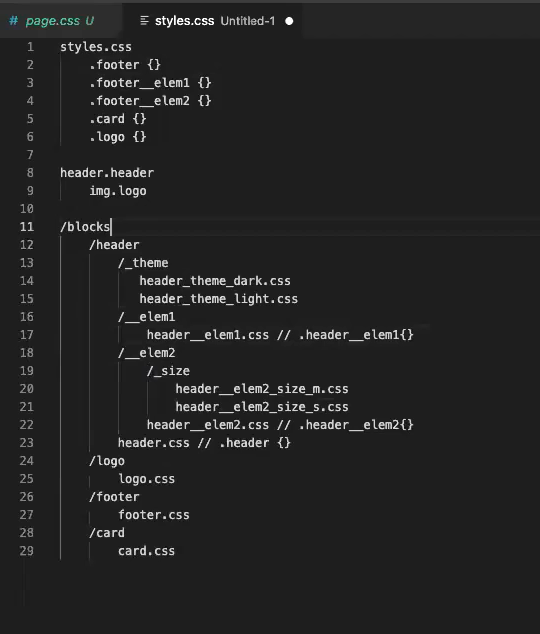 # page.css U
styles.css Untitled-1
1 styles.css
2 .footer {}
3 .footer__elem1 {}
4 .footer__elem2 {}
5 .card {}
6 .logo {}
7
8 header.header
9 img.logo
10
11 /blocks
12 /header
13 /_theme
14 header_theme_dark.css
15 header_theme_light.css
16 /__elem1
17 header__elem1.css // .header__elem1{}
18 /__elem2
19 /_size
20 header__elem2_size_m.css
21 header__elem2_size_s.css
22 header__elem2.css // .header__elem2{}
23 header.css // .header {}
24 /logo
25 logo.css
26 /footer
27 footer.css
28 /card
29 card.css